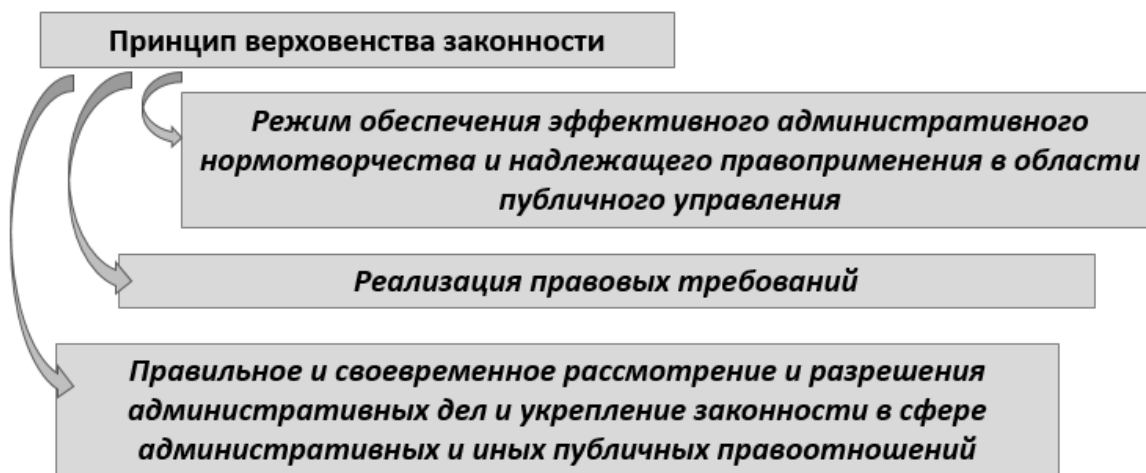 Принцип верховенства законности
Режим обеспечения эффективного административного
нормотворчества и надлежащего правоприменения в области
публичного управления
Реализация правовых требований
Правильное и своевременное рассмотрение и разрешения
административных дел и укрепление законности в сфере
административных и иных публичных правоотношений